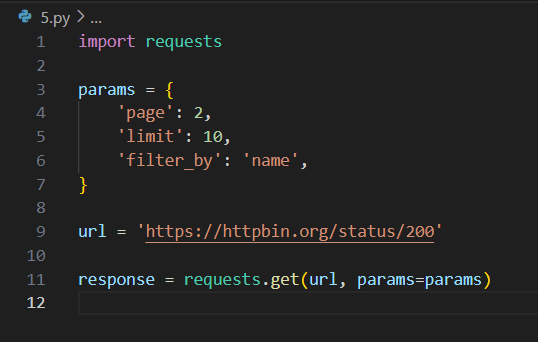 5.py > ...
1 import requests
2
3 params = {
4     'page': 2,
5     'limit': 10,
6     'filter_by': 'name',
7 }
8
9 url = 'https://httpbin.org/status/200'
10
11 response = requests.get(url, params=params)
12